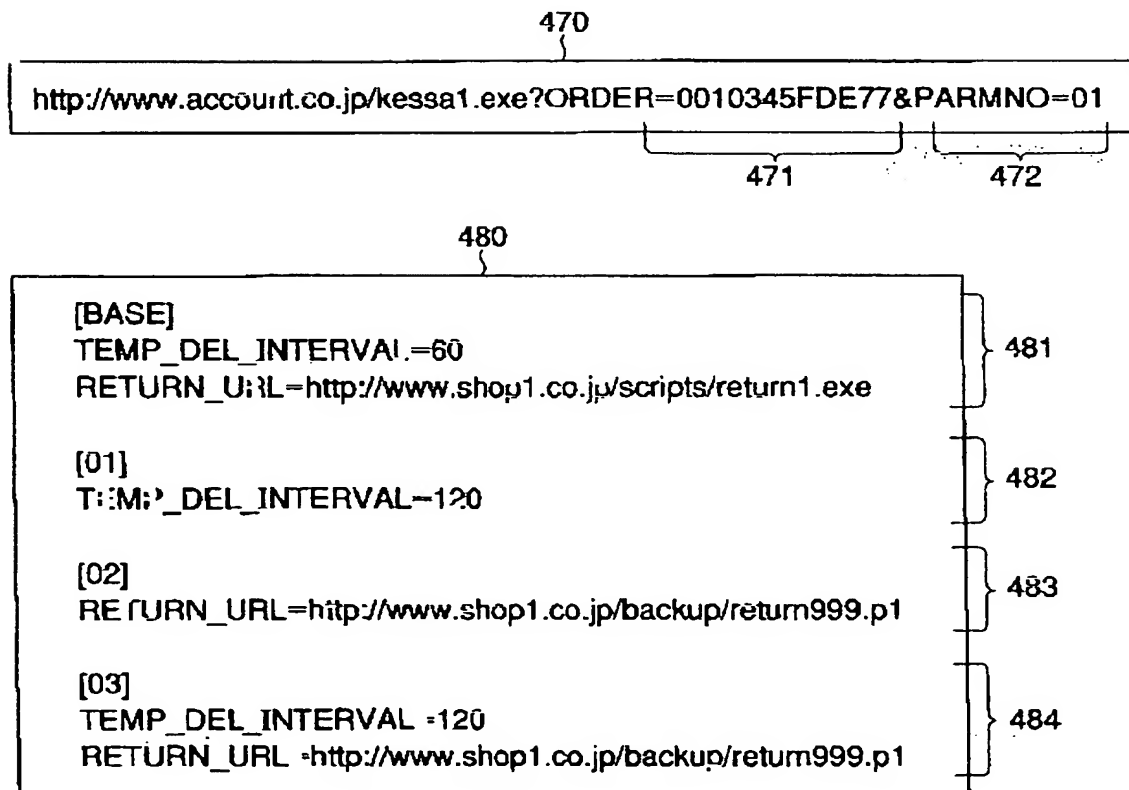 470
http://www.account.co.jp/kessa1.exe?ORDER=0010345FDE77&PARMNO=01
471 472
480
[BASE]
TEMP_DEL_INTERVAL=60
RETURN_URL=http://www.shop1.co.jp/scripts/return1.exe
481
[01]
TEMP_DEL_INTERVAL=120
482
[02]
RETURN_URL=http://www.shop1.co.jp/backup/return999.p1
483
[03]
TEMP_DEL_INTERVAL =120
RETURN_URL =http://www.shop1.co.jp/backup/return999.p1
484